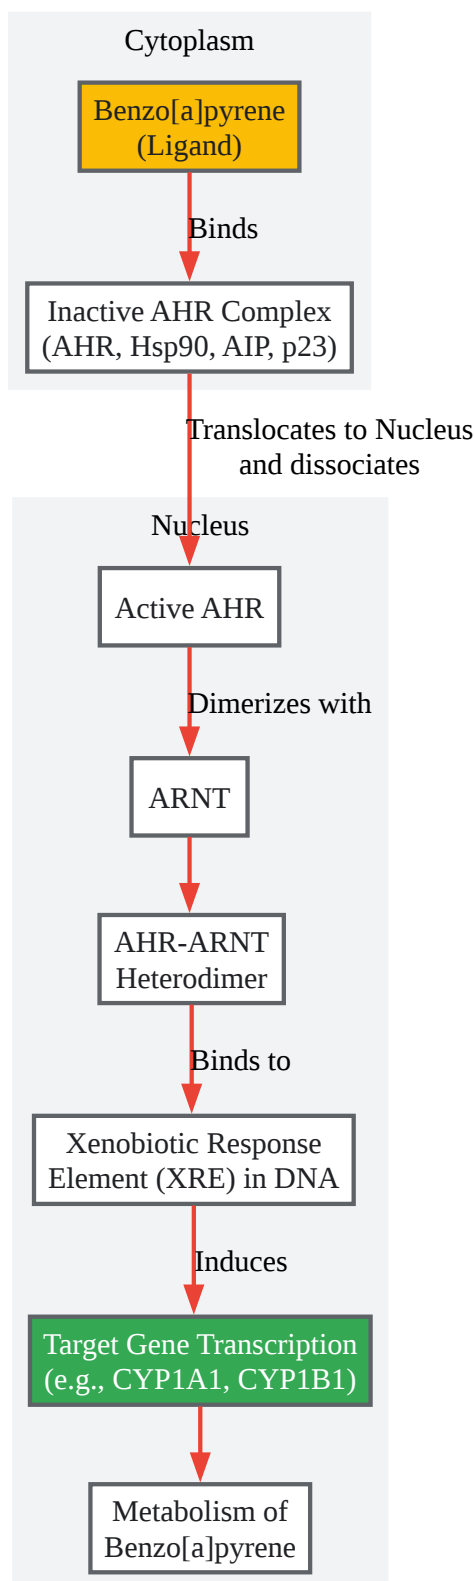 Cytoplasm
Benzo[a]pyrene
(Ligand)
Binds
Inactive AHR Complex
(AHR, Hsp90, AIP, p23)
Translocates to Nucleus
and dissociates
Nucleus
Active AHR
Dimerizes with
ARNT
AHR-ARNT
Heterodimer
Binds to
Xenobiotic Response
Element (XRE) in DNA
Induces
Target Gene Transcription
(e.g., CYP1A1, CYP1B1)
Metabolism of
Benzo[a]pyrene